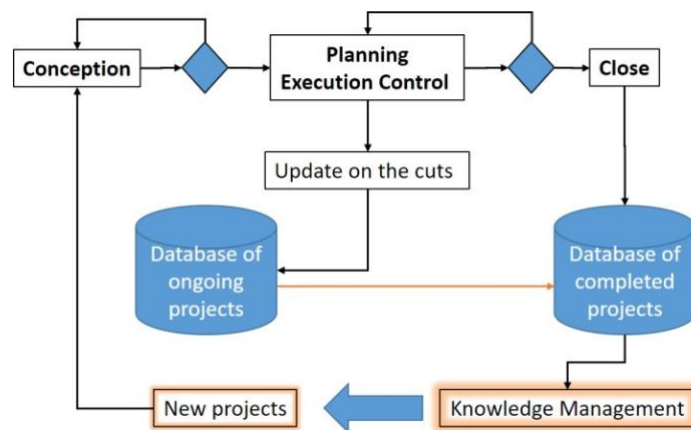 Conception
Planning
Execution Control
Close
Update on the cuts
Database of
ongoing
projects
Database of
completed
projects
New projects
Knowledge Management